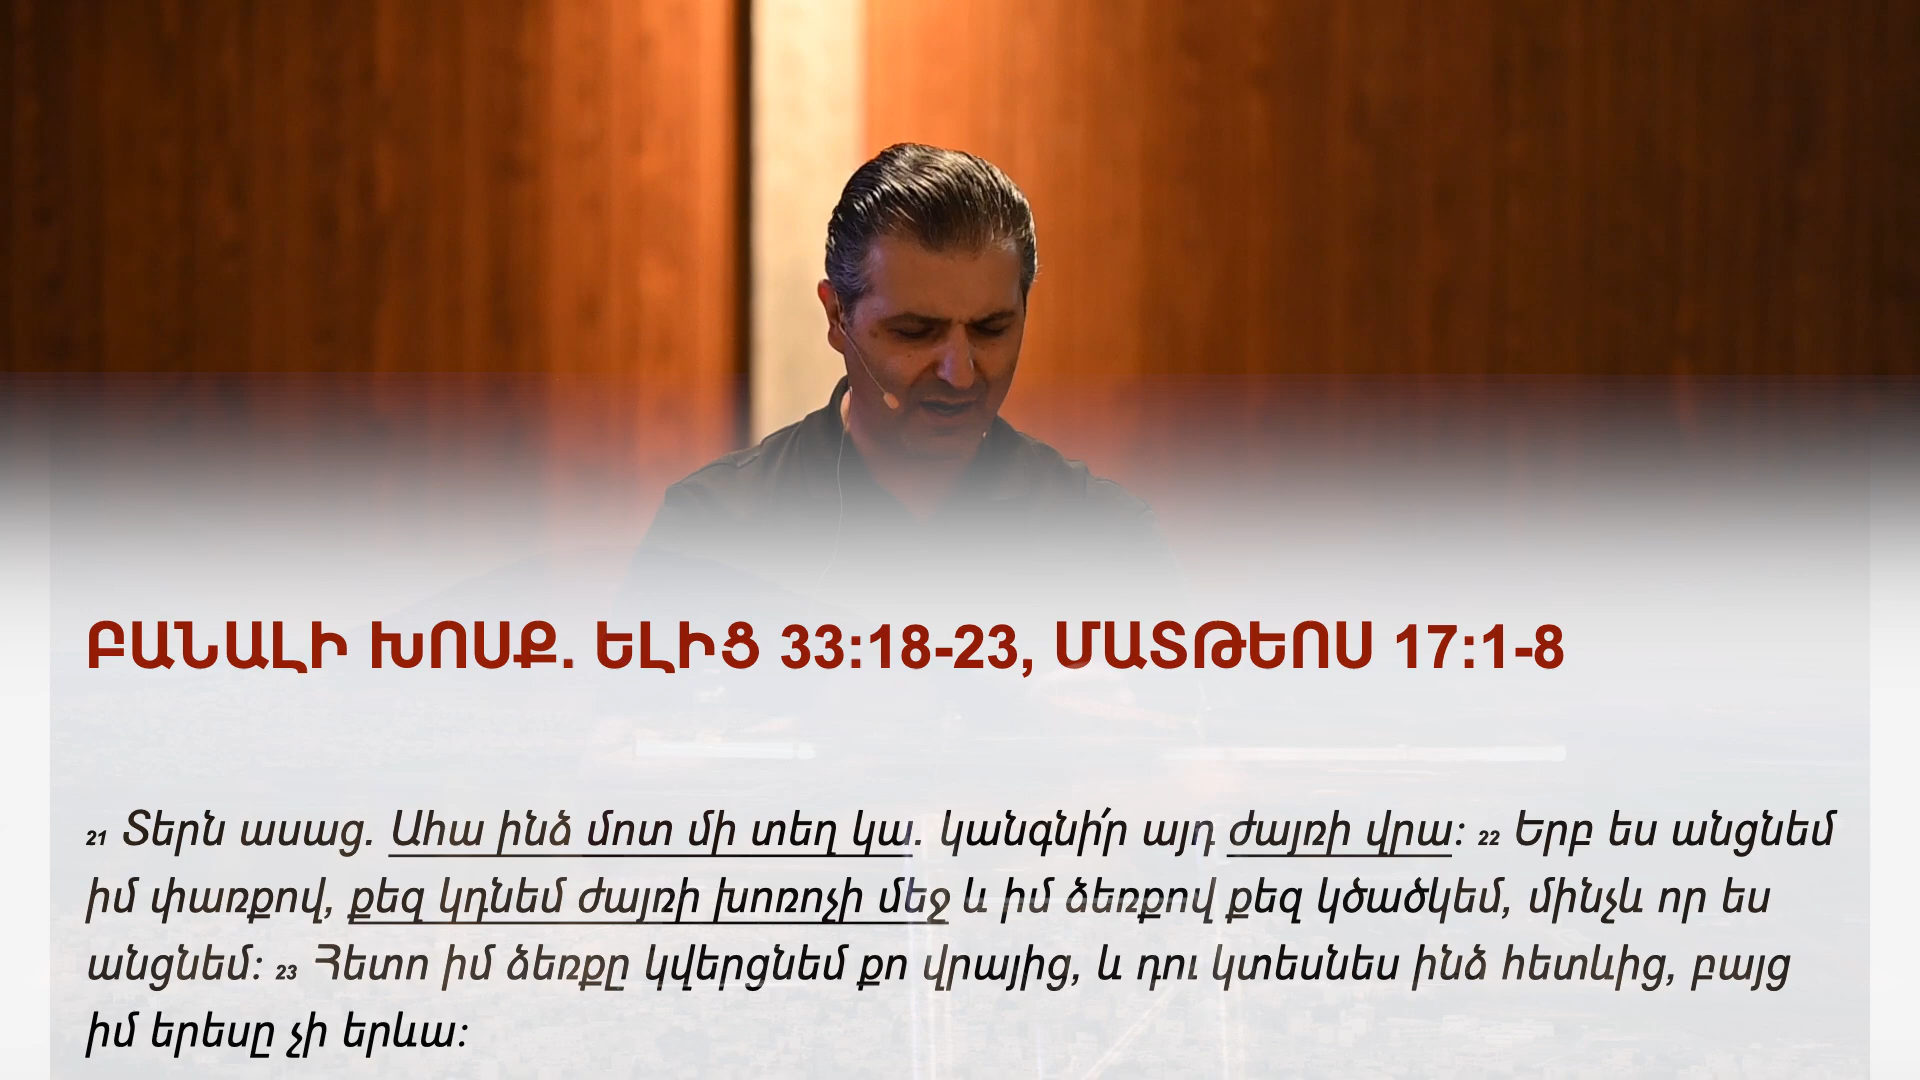 ԲԱՆԱԼԻ ԽՈՍՔ. ԵԼԻՑ 33:18-23, ՄԱՏԹԵՈՍ 17:1-8
21 Տերն ասաց. Ահա ինձ մոտ մի տեղ կա. կանգնի՛ր այդ ժայռի վրա: 22 Երբ ես անցնեմ
իմ փառքով, քեզ կդնեմ ժայռի խոռոչի մեջ և իմ ձեռքով քեզ կծածկեմ, մինչև որ ես
անցնեմ: 23 Հետո իմ ձեռքը կվերցնեմ քո վրայից, և դու կտեսնես ինձ հետևից, բայց
իմ երեսը չի երևա: